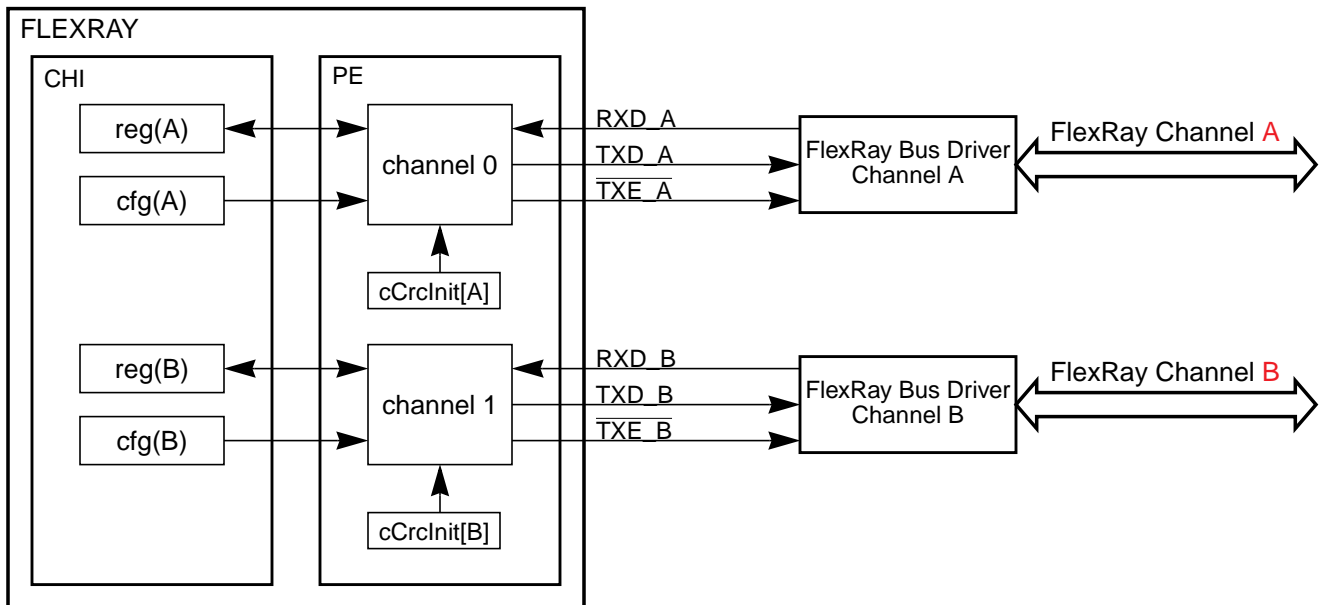 FLEXRAY
CHI
PE
reg(A)
cfg(A)
channel 0
cCrcInit[A]
RXD_A
TXD_A
TXE_A
FlexRay Bus Driver
Channel A
FlexRay Channel A
reg(B)
cfg(B)
channel 1
cCrcInit[B]
RXD_B
TXD_B
TXE_B
FlexRay Bus Driver
Channel B
FlexRay Channel B